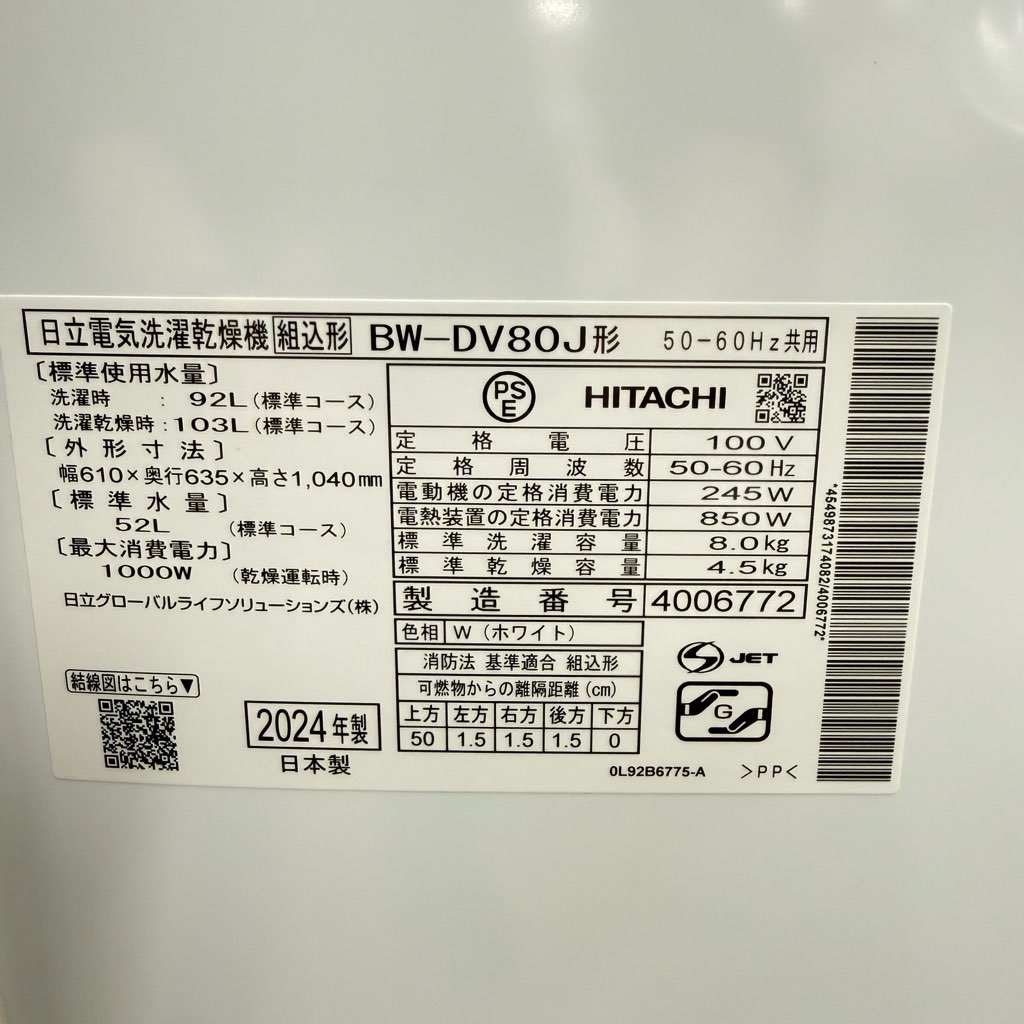 日立電気洗濯乾燥機 組込形 BW-DV80J形 50-60Hz共用
〔標準使用水量〕
洗濯時 : 92L(標準コース)
洗濯乾燥時:103L(標準コース)
〔外形寸法〕
幅610×奥行635×高さ1,040mm
〔標準水量〕
52L (標準コース)
〔最大消費電力〕
1000W (乾燥運転時)
日立グローバルライフソリューションズ(株)
結線図はこちら▼
2024年製
日本製
PSE HITACHI
定格電圧 100V
定格周波数 50-60Hz
電動機の定格消費電力 245W
電熱装置の定格消費電力 850W
標準洗濯容量 8.0kg
標準乾燥容量 4.5kg
製造番号 4006772
色相 W(ホワイト)
消防法 基準適合 組込形
可燃物からの離隔距離(cm)
上方 左方 右方 後方 下方
50 1.5 1.5 1.5 0
S JET
G
0L92B6775-A >PP<
*4549873174082/4006772*